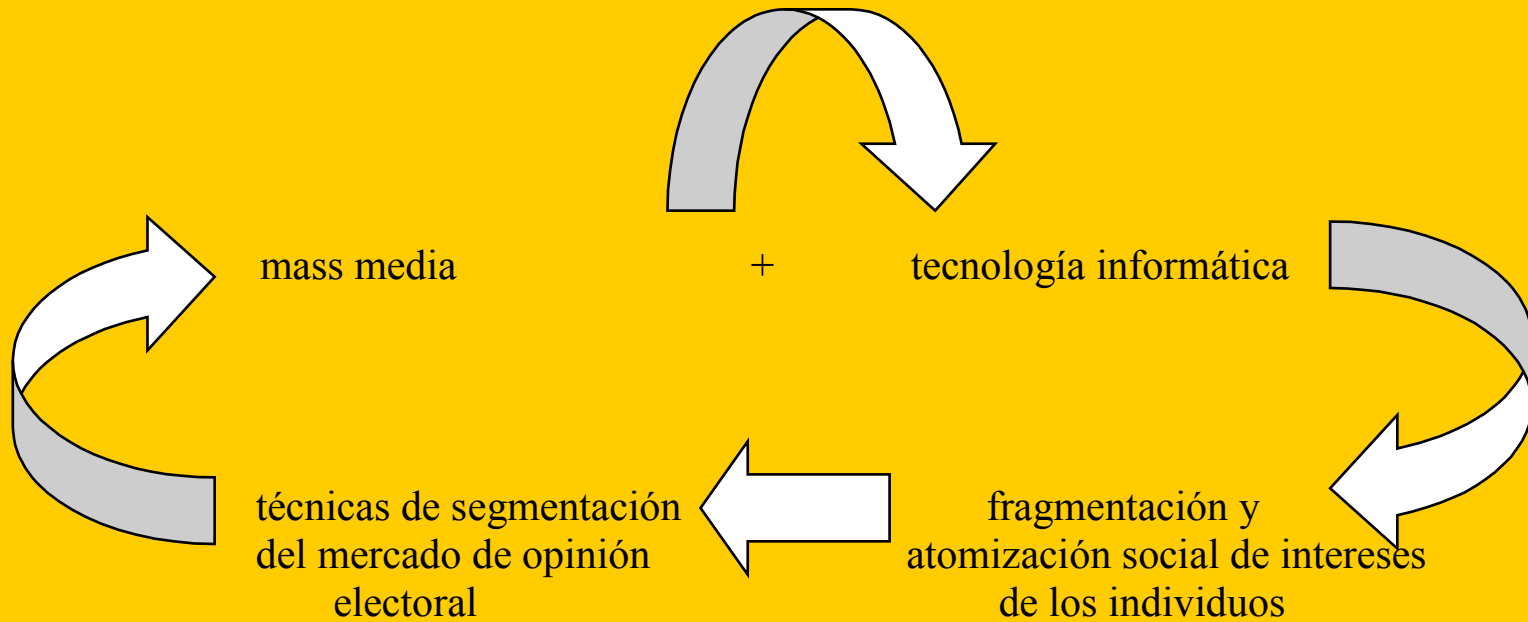 mass media + tecnología informática
técnicas de segmentación
del mercado de opinión
electoral
fragmentación y
atomización social de intereses
de los individuos